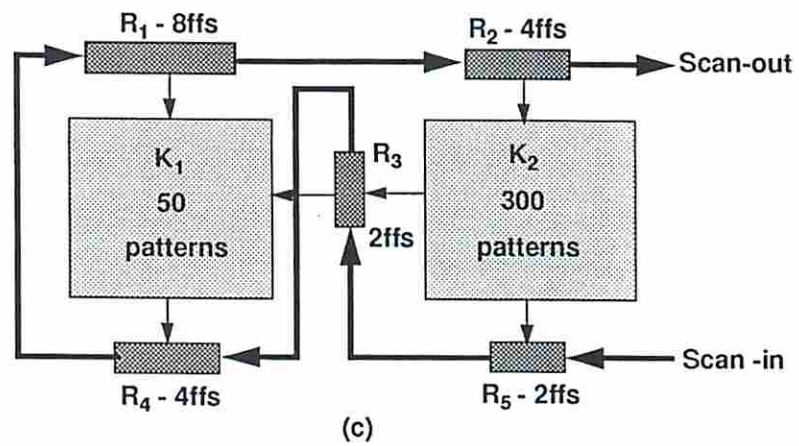 R₁ - 8ffs
R₂ - 4ffs
Scan-out
K₁
50
patterns
R₃
2ffs
K₂
300
patterns
Scan -in
R₄ - 4ffs
R₅ - 2ffs
(c)